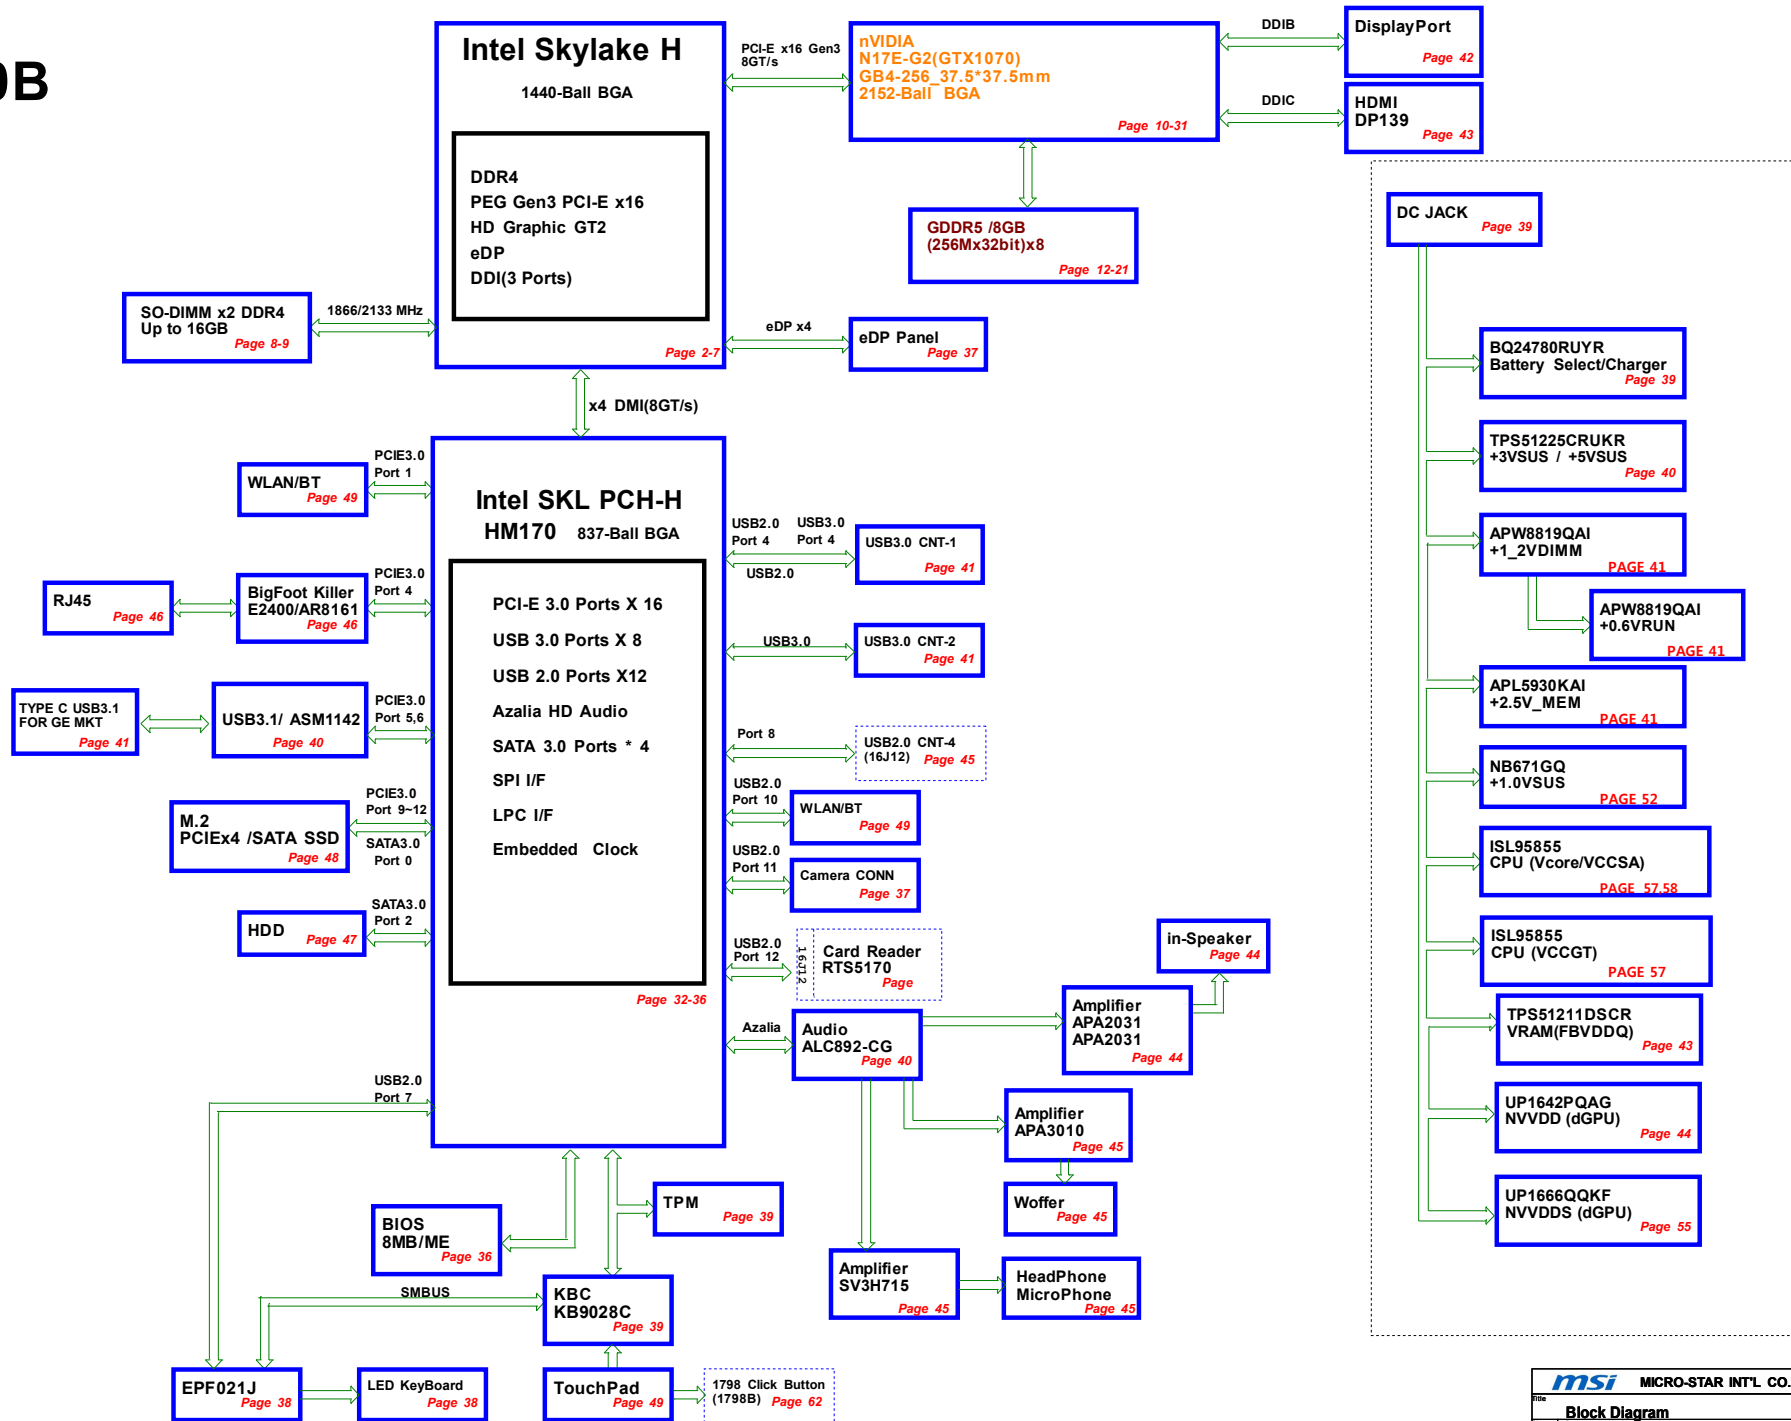 9B
Intel Skylake H
1440-Ball BGA
DDR4
PEG Gen3 PCI-E x16
HD Graphic GT2
eDP
DDI(3 Ports)
Page 2-7
PCI-E x16 Gen3
8GT/s
nVIDIA
N17E-G2(GTX1070)
GB4-256_37.5*37.5mm
2152-Ball BGA
Page 10-31
DDIB
DisplayPort
Page 42
DDIC
HDMI
DP139
Page 43
GDDR5 /8GB
(256Mx32bit)x8
Page 12-21
SO-DIMM x2 DDR4
Up to 16GB
Page 8-9
1866/2133 MHz
eDP x4
eDP Panel
Page 37
x4 DMI(8GT/s)
Intel SKL PCH-H
HM170 837-Ball BGA
PCI-E 3.0 Ports X 16
USB 3.0 Ports X 8
USB 2.0 Ports X12
Azalia HD Audio
SATA 3.0 Ports * 4
SPI I/F
LPC I/F
Embedded Clock
Page 32-36
WLAN/BT
Page 49
PCIE3.0
Port 1
RJ45
Page 46
BigFoot Killer
E2400/AR8161
Page 46
PCIE3.0
Port 4
TYPE C USB3.1
FOR GE MKT
Page 41
USB3.1/ ASM1142
Page 40
PCIE3.0
Port 5,6
M.2
PCIEx4 /SATA SSD
Page 48
PCIE3.0
Port 9~12
SATA3.0
Port 0
HDD
Page 47
SATA3.0
Port 2
USB2.0
Port 7
USB2.0
Port 4
USB3.0
Port 4
USB2.0
USB3.0 CNT-1
Page 41
USB3.0
USB3.0 CNT-2
Page 41
Port 8
USB2.0 CNT-4
(16J12) Page 45
USB2.0
Port 10
WLAN/BT
Page 49
USB2.0
Port 11
Camera CONN
Page 37
USB2.0
Port 12
16J12
Card Reader
RTS5170
Page
Azalia
Audio
ALC892-CG
Page 40
in-Speaker
Page 44
Amplifier
APA2031
APA2031
Page 44
Amplifier
APA3010
Page 45
Woffer
Page 45
Amplifier
SV3H715
Page 45
HeadPhone
MicroPhone
Page 45
TPM
Page 39
BIOS
8MB/ME
Page 36
SMBUS
KBC
KB9028C
Page 39
EPF021J
Page 38
LED KeyBoard
Page 38
TouchPad
Page 49
1798 Click Button
(1798B) Page 62
DC JACK
Page 39
BQ24780RUYR
Battery Select/Charger
Page 39
TPS51225CRUKR
+3VSUS / +5VSUS
Page 40
APW8819QAI
+1_2VDIMM
PAGE 41
APW8819QAI
+0.6VRUN
PAGE 41
APL5930KAI
+2.5V_MEM
PAGE 41
NB671GQ
+1.0VSUS
PAGE 52
ISL95855
CPU (Vcore/VCCSA)
PAGE 57,58
ISL95855
CPU (VCCGT)
PAGE 57
TPS51211DSCR
VRAM(FBVDDQ)
Page 43
UP1642PQAG
NVVDD (dGPU)
Page 44
UP1666QQKF
NVVDDS (dGPU)
Page 55
msi MICRO-STAR INT'L CO.
Title
Block Diagram